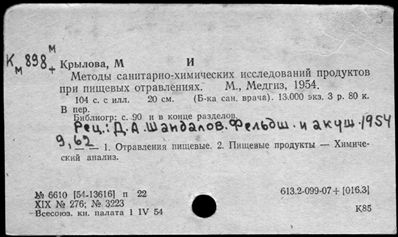 Км 898 м+
Крылова, М И
Методы санитарно-химических исследований продуктов
при пищевых отравлениях. М., Медгиз, 1954.
104 с. с илл. 20 см. (Б-ка сан. врача). 13.000 экз. 3 р. 80 к.
В пер.
Библиогр: с. 90 и в конце разделов.
Рец.: Д.А. Шандалов. Фельдш. и акуш. 1954
9, 62
— — 1. Отравления пищевые. 2. Пищевые продукты — Химиче-
ский анализ.
№ 6610 [54-13616] п 22
613.2-099-07+[016.3]
XIX № 276; № 3223
Всесоюз. кн. палата 1 IV 54
К85